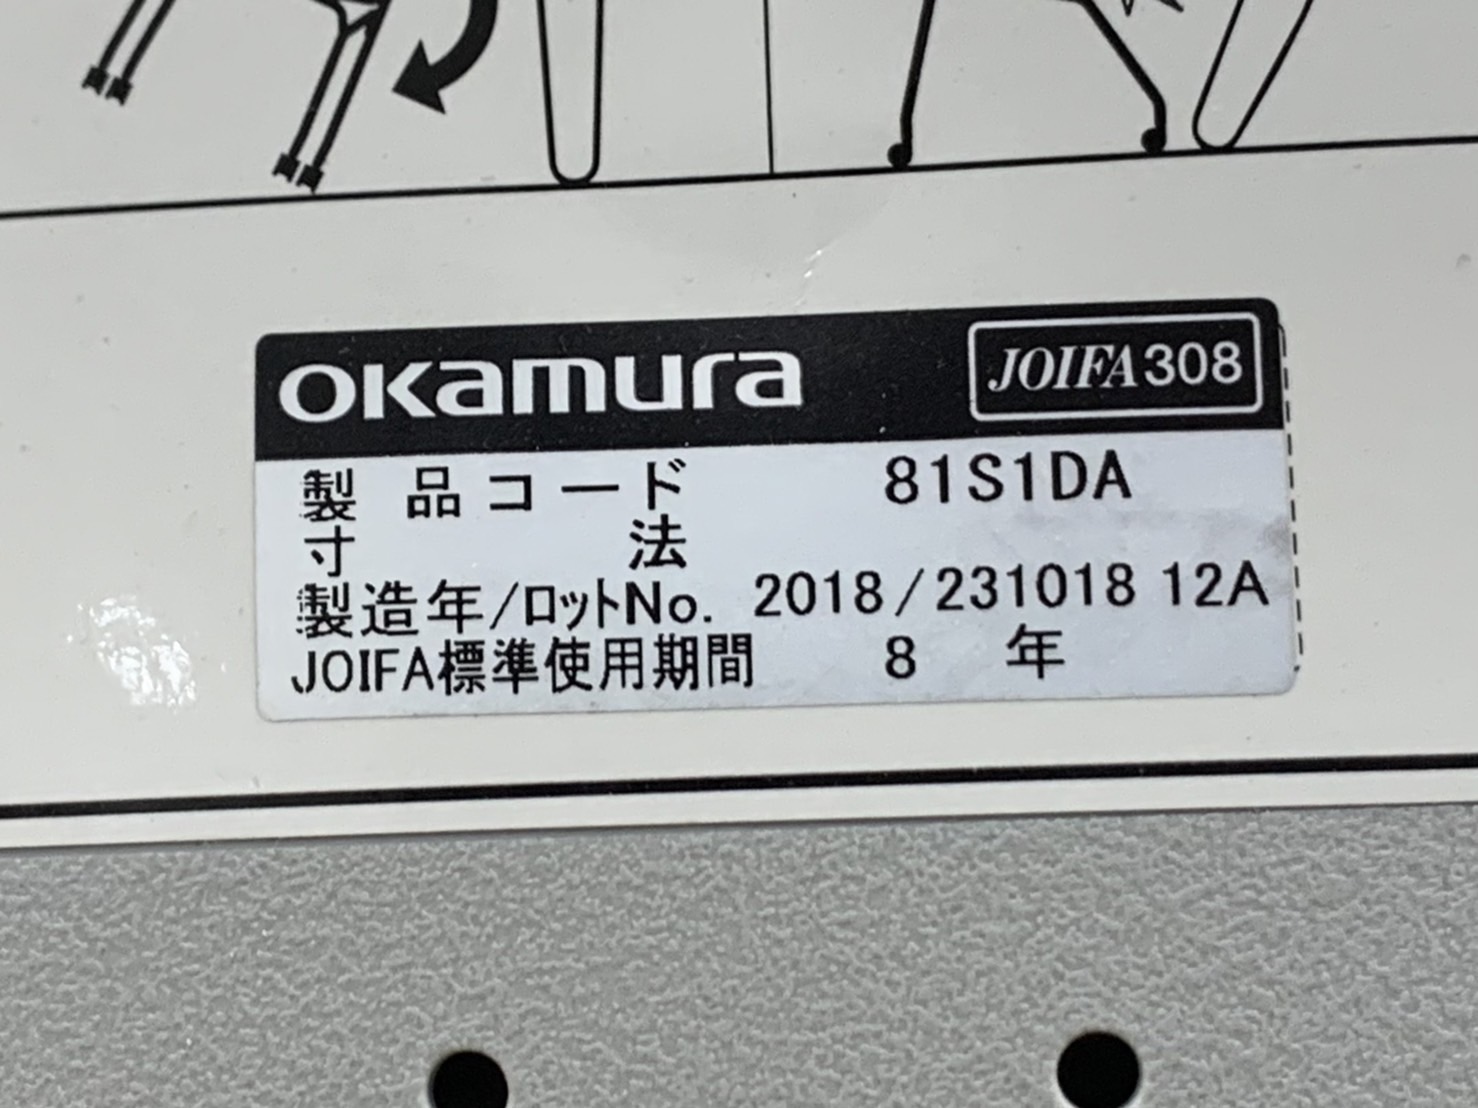 OKamura JOIFA308
製品コード 81S1DA
寸法
製造年/ロットNo. 2018/231018 12A
JOIFA標準使用期間 8 年